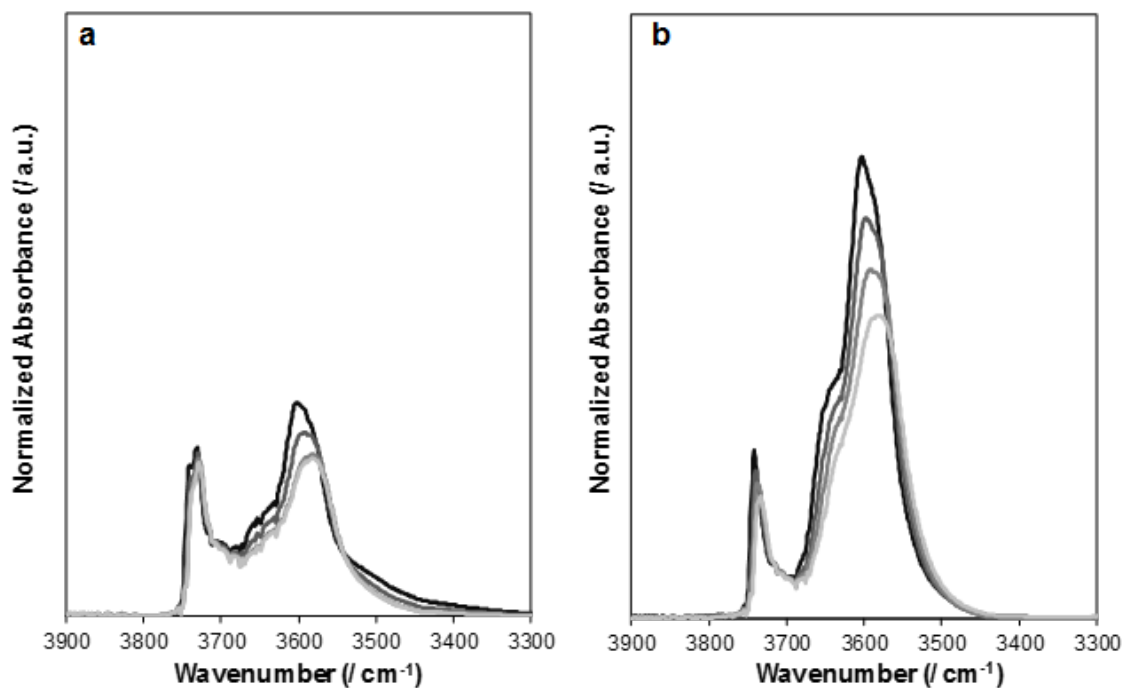 a
Normalized Absorbance (/ a.u.)
3900 3800 3700 3600 3500 3400 3300
Wavenumber (/ cm⁻¹)
b
Normalized Absorbance (/ a.u.)
3900 3800 3700 3600 3500 3400 3300
Wavenumber (/ cm⁻¹)